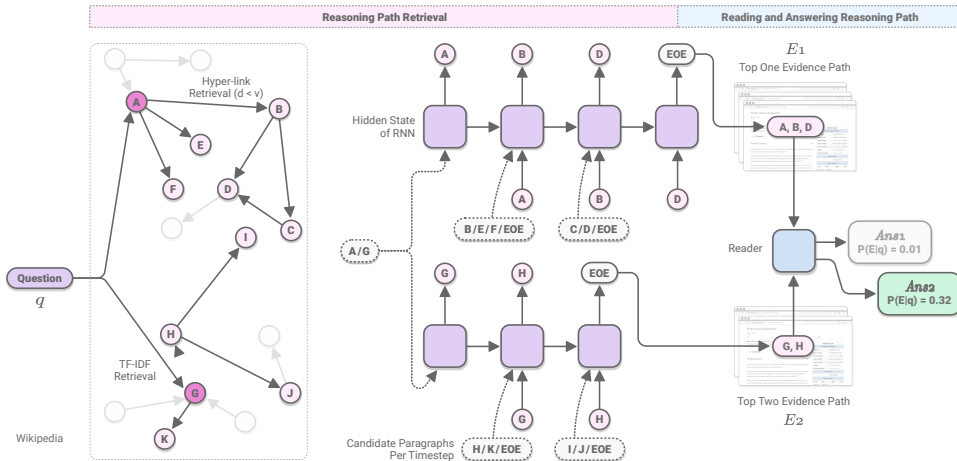 Reasoning Path Retrieval
Reading and Answering Reasoning Path
Hyper-link
Retrieval (d < v)
A
B
E
F
D
C
I
Question
q
H
TF-IDF
Retrieval
G
J
K
Wikipedia
A
B
D
EOE
Hidden State
of RNN
A
B
D
B/E/F/EOE
C/D/EOE
A/G
G
H
EOE
G
H
Candidate Paragraphs
Per Timestep
H/K/EOE
I/J/EOE
E1
Top One Evidence Path
A, B, D
Reader
Ans1
P(E|q) = 0.01
Ans2
P(E|q) = 0.32
G, H
Top Two Evidence Path
E2